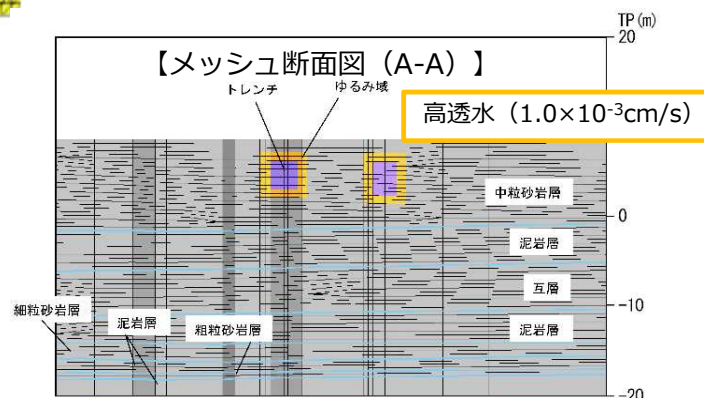 TP(m)
20
【メッシュ断面図（A-A）】
トレンチ
ゆるみ域
高透水（1.0×10-3cm/s）
中粒砂岩層
0
泥岩層
互層
-10
細粒砂岩層
泥岩層
粗粒砂岩層
泥岩層
-20